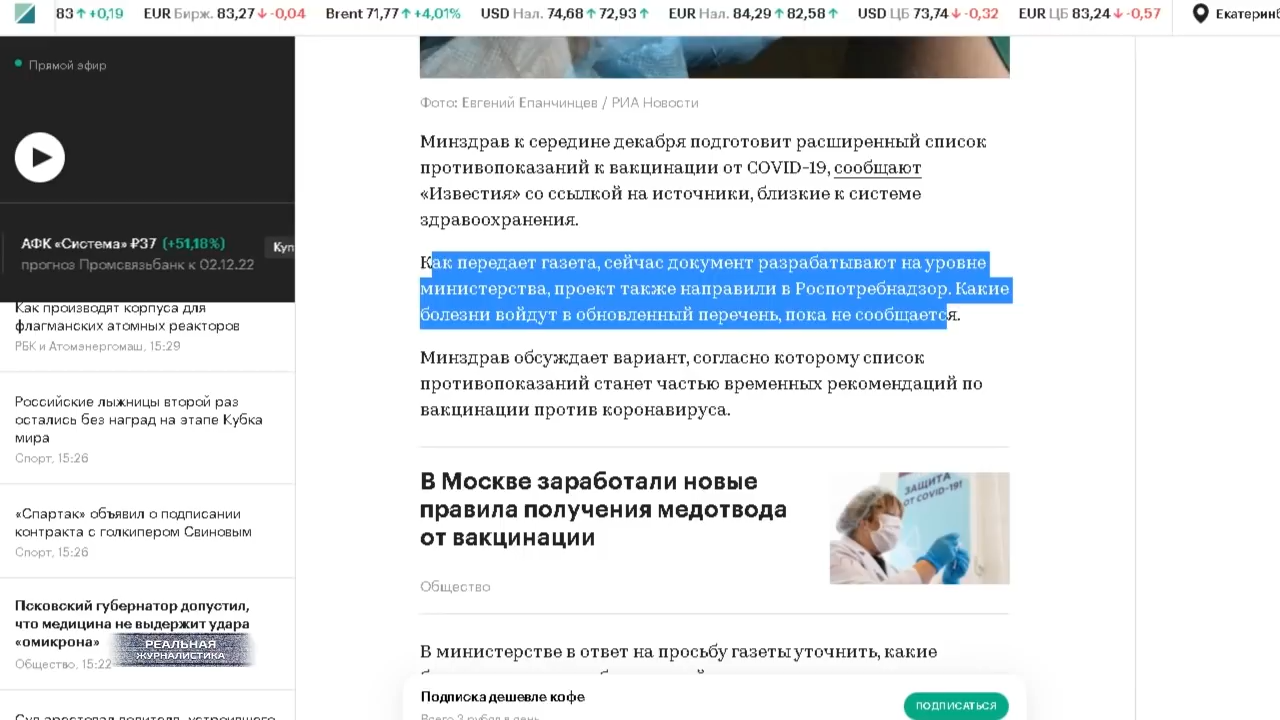 83 ↑ +0,19 EUR Бирж. 83,27 ↓ -0,04 Brent 71,77 ↑ +4,01% USD Нал. 74,68 ↑ 72,93 ↑ EUR Нал. 84,29 ↑ 82,58 ↑ USD ЦБ 73,74 ↓ -0,32 EUR ЦБ 83,24 ↓ -0,57 Екатеринб
Прямой эфир
АФК «Система» ₽37 (+51,18%) Куп
прогноз Промсвязьбанк к 02.12.22
Как производят корпуса для
флагманских атомных реакторов
РБК и Атомэнергомаш, 15:29
Российские лыжницы второй раз
остались без наград на этапе Кубка
мира
Спорт, 15:26
«Спартак» объявил о подписании
контракта с голкипером Свиновым
Спорт, 15:26
Псковский губернатор допустил,
что медицина не выдержит удара
«омикрона»
Общество, 15:22
РЕАЛЬНАЯ
ЖУРНАЛИСТИКА
Суд арестовал водителя, устроившего
Фото: Евгений Епанчинцев / РИА Новости
Минздрав к середине декабря подготовит расширенный список
противопоказаний к вакцинации от COVID-19, сообщают
«Известия» со ссылкой на источники, близкие к системе
здравоохранения.
Как передает газета, сейчас документ разрабатывают на уровне
министерства, проект также направили в Роспотребнадзор. Какие
болезни войдут в обновленный перечень, пока не сообщается.
Минздрав обсуждает вариант, согласно которому список
противопоказаний станет частью временных рекомендаций по
вакцинации против коронавируса.
В Москве заработали новые
правила получения медотвода
от вакцинации
Общество
ЗАЩИТА
ОТ COVID-19!
В министерстве в ответ на просьбу газеты уточнить, какие
Подписка дешевле кофе
Всего 3 рубля в день
ПОДПИСАТЬСЯ